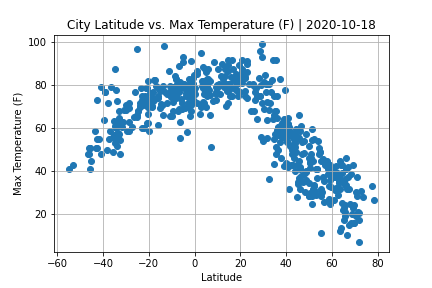 City Latitude vs. Max Temperature (F) | 2020-10-18
100
80
60
40
20
Max Temperature (F)
−60 −40 −20 0 20 40 60 80
Latitude